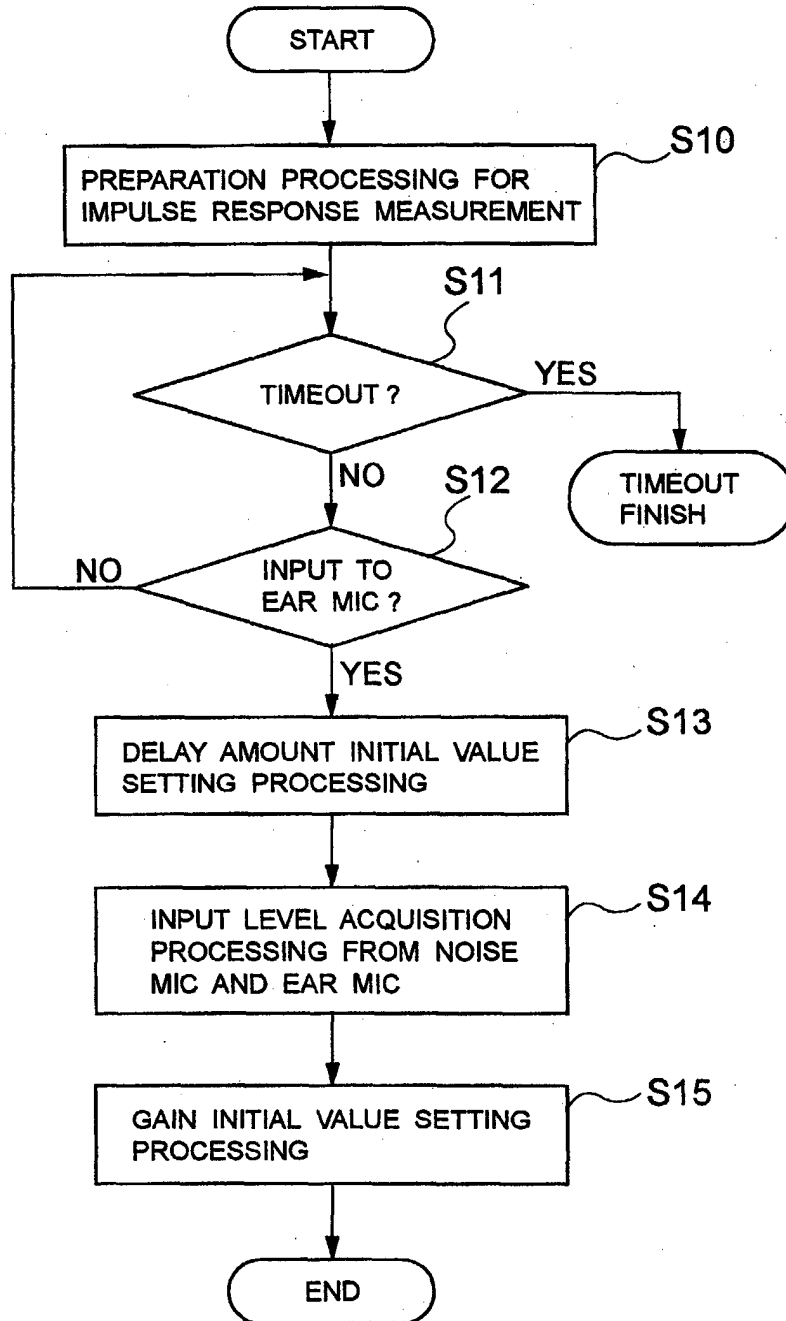 START
S10
PREPARATION PROCESSING FOR
IMPULSE RESPONSE MEASUREMENT
S11
TIMEOUT ?
YES
NO
TIMEOUT
FINISH
S12
INPUT TO
EAR MIC ?
NO
YES
S13
DELAY AMOUNT INITIAL VALUE
SETTING PROCESSING
S14
INPUT LEVEL ACQUISITION
PROCESSING FROM NOISE
MIC AND EAR MIC
S15
GAIN INITIAL VALUE SETTING
PROCESSING
END